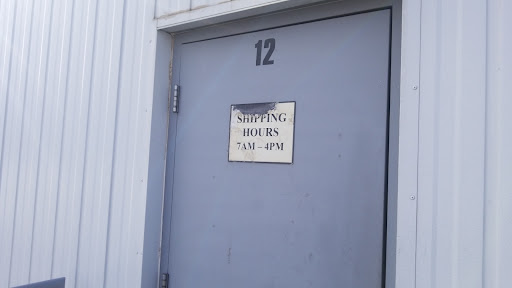 12
SHIPPING
HOURS
7AM – 4PM